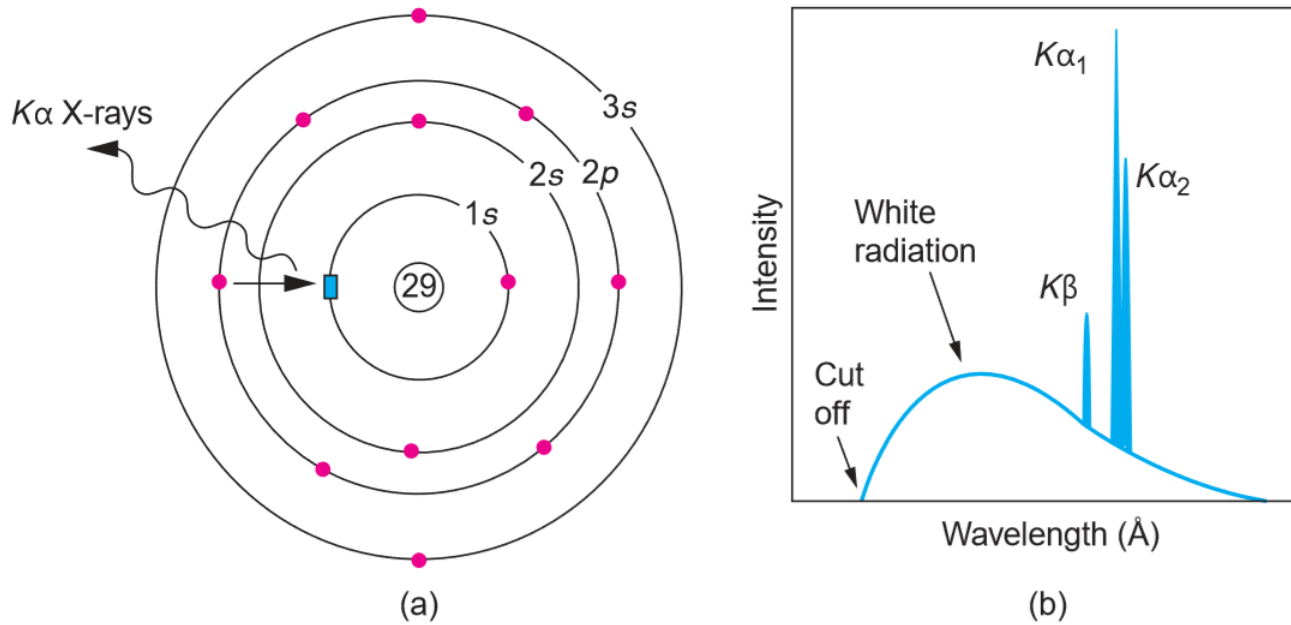 Kα X-rays
3s
2s
2p
1s
29
(a)
Kα₁
Kα₂
White
radiation
Kβ
Cut
off
Intensity
Wavelength (Å)
(b)